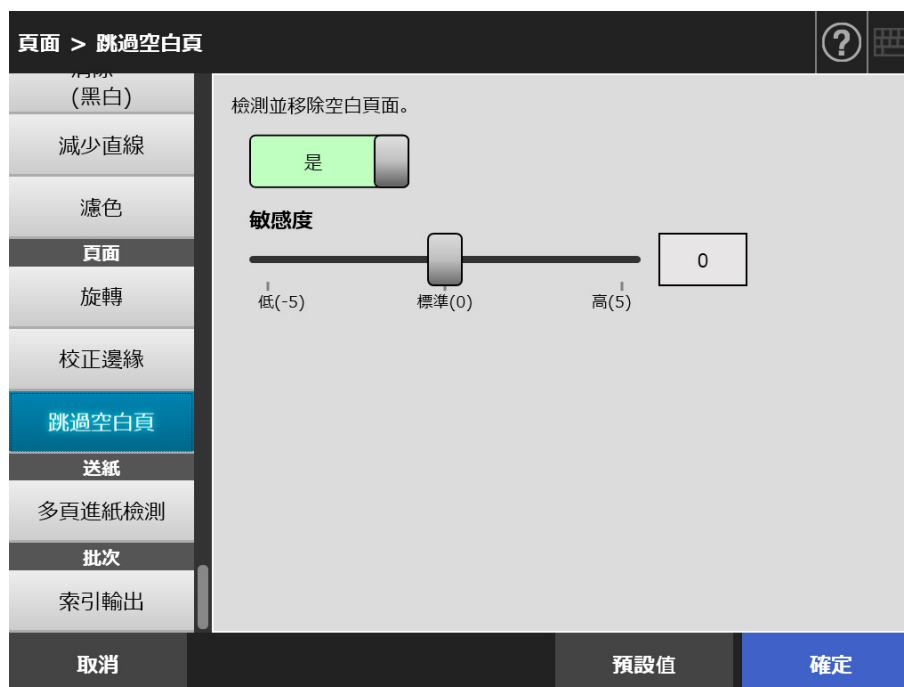 頁面 > 跳過空白頁
?
(黑白)
減少直線
濾色
頁面
旋轉
校正邊緣
跳過空白頁
送紙
多頁進紙檢測
批次
索引輸出
檢測並移除空白頁面。
是
敏感度
0
低(-5)
標準(0)
高(5)
取消
預設值
確定